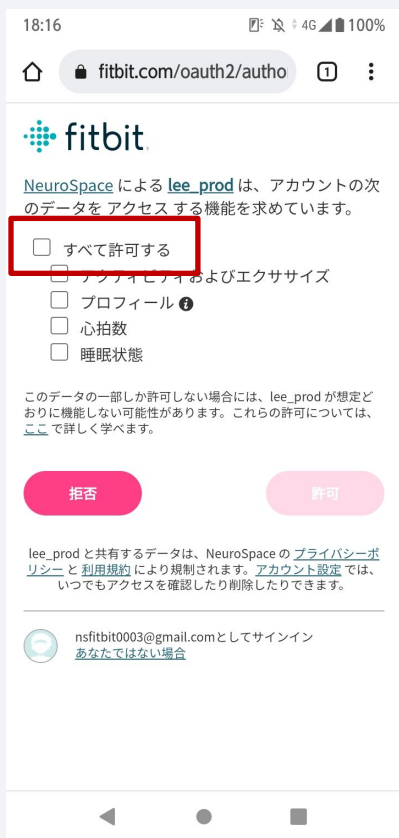 18:16
4G 100%
fitbit.com/oauth2/autho
1
fitbit
NeuroSpace による lee_prod は、アカウントの次
のデータを アクセス する機能を求めています。
すべて許可する
アクティビティおよびエクササイズ
プロフィール
心拍数
睡眠状態
このデータの一部しか許可しない場合には、lee_prod が想定ど
おりに機能しない可能性があります。これらの許可については、
ここ で詳しく学べます。
拒否
許可
lee_prod と共有するデータは、NeuroSpace の プライバシーポ
リシー と 利用規約 により規制されます。アカウント設定 では、
いつでもアクセスを確認したり削除したりできます。
nsfitbit0003@gmail.comとしてサインイン
あなたではない場合